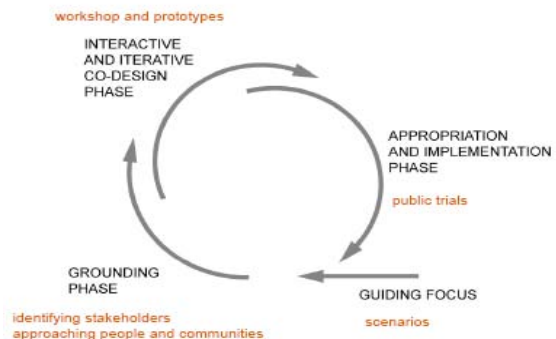 workshop and prototypes
INTERACTIVE
AND ITERATIVE
CO-DESIGN
PHASE
APPROPRIATION
AND IMPLEMENTATION
PHASE
public trials
GROUNDING
PHASE
identifying stakeholders
approaching people and communities
GUIDING FOCUS
scenarios